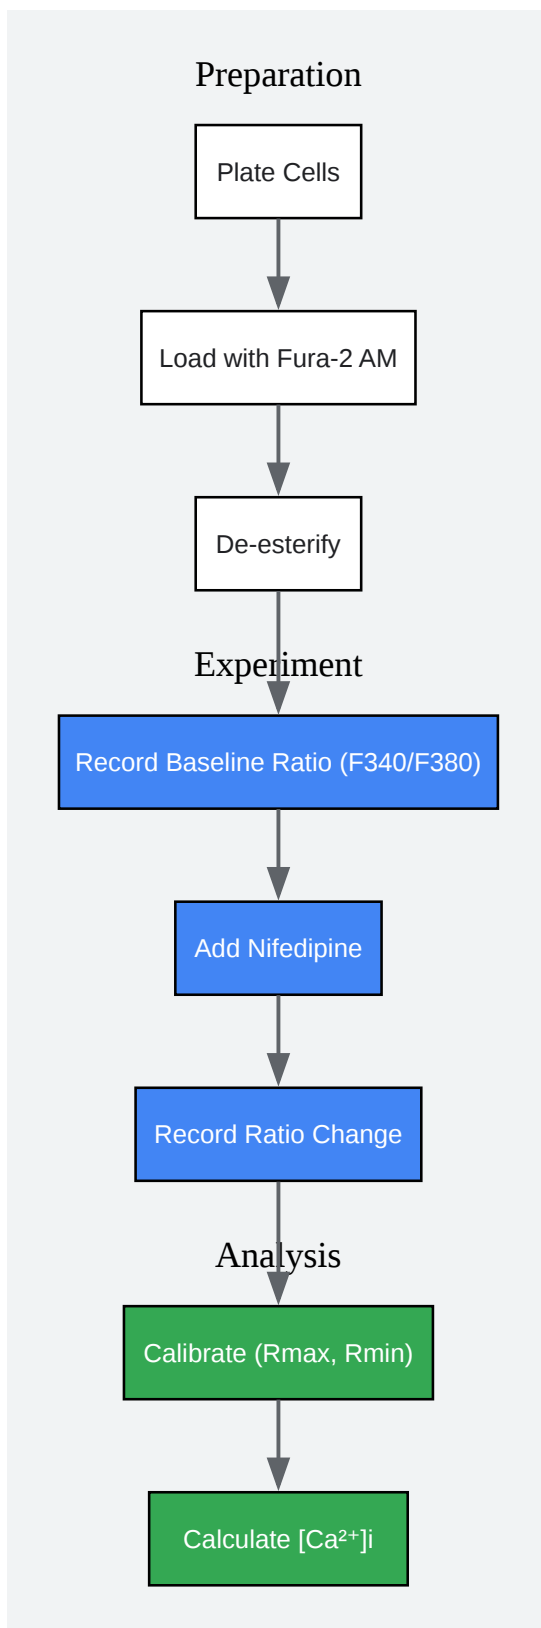 Preparation
Plate Cells
Load with Fura-2 AM
De-esterify
Experiment
Record Baseline Ratio (F340/F380)
Add Nifedipine
Record Ratio Change
Analysis
Calibrate (Rmax, Rmin)
Calculate [Ca²⁺]i